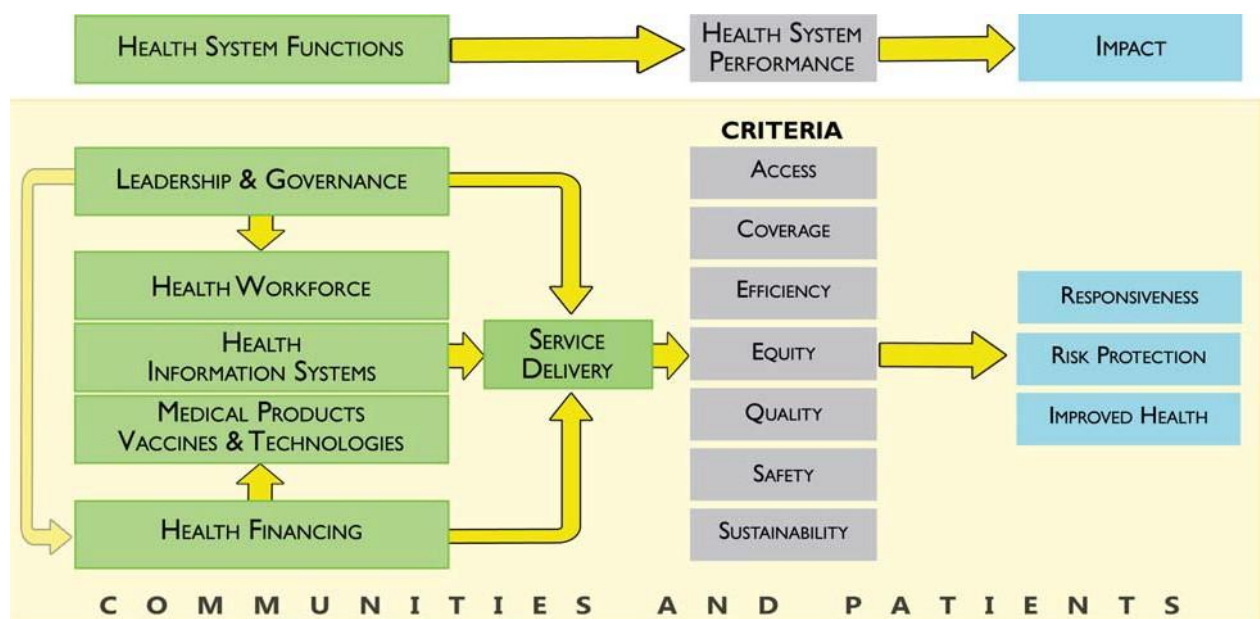 HEALTH SYSTEM FUNCTIONS
HEALTH SYSTEM
PERFORMANCE
IMPACT
CRITERIA
LEADERSHIP & GOVERNANCE
HEALTH WORKFORCE
HEALTH
INFORMATION SYSTEMS
MEDICAL PRODUCTS
VACCINES & TECHNOLOGIES
HEALTH FINANCING
SERVICE
DELIVERY
ACCESS
COVERAGE
EFFICIENCY
EQUITY
QUALITY
SAFETY
SUSTAINABILITY
RESPONSIVENESS
RISK PROTECTION
IMPROVED HEALTH
COMMUNITIES AND PATIENTS